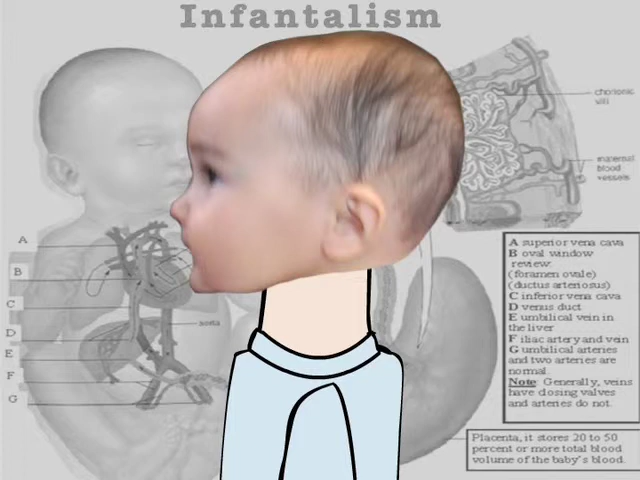 Infantalism
chorionic
villi
maternal
blood
vessels
A
B
C
D
E
F
G
aorta
A superior vena cava
B oval window
review:
(foramen ovale)
(ductus arteriosus)
C inferior vena cava
D venus duct
E umbilical vein in
the liver
F iliac artery and vein
G umbilical arteries
and two arteries are
normal.
Note: Generally, veins
have closing valves
and arteries do not.
Placenta, it stores 20 to 50
percent or more total blood
volume of the baby's blood.